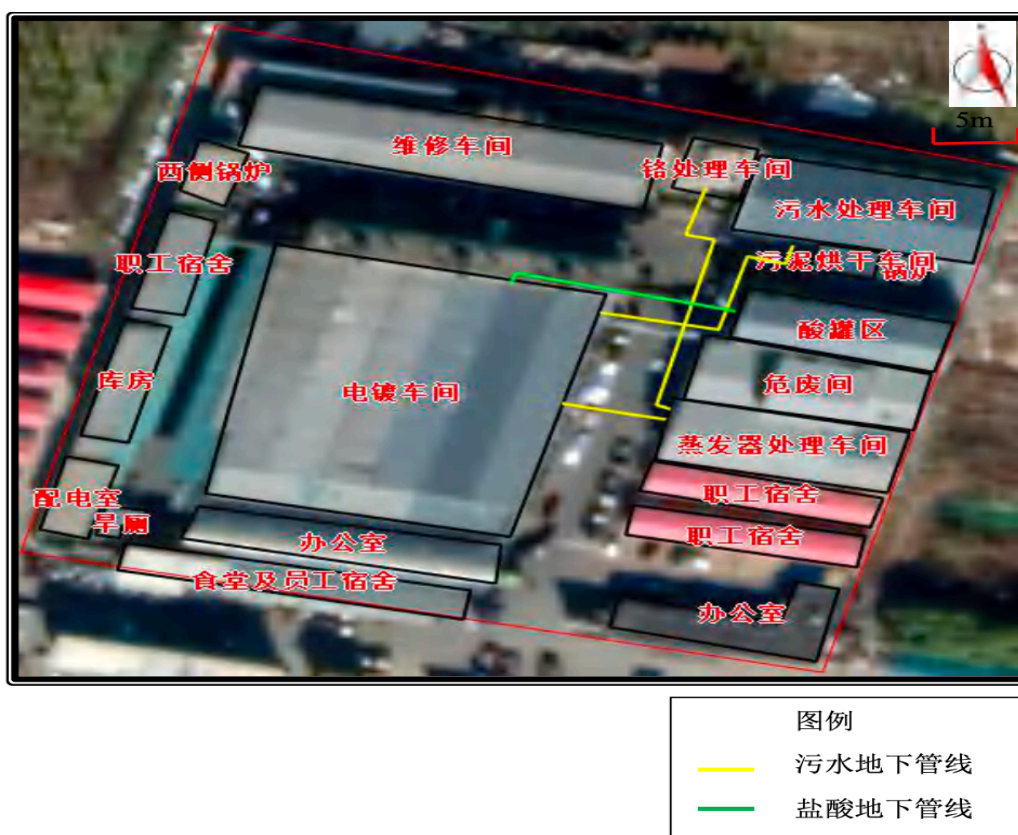 5m
维修车间
铬处理车间
西侧锅炉
污水处理车间
职工宿舍
污泥烘干车间
锅炉
酸罐区
库房
电镀车间
危废间
蒸发器处理车间
配电室
旱厕
职工宿舍
职工宿舍
办公室
食堂及员工宿舍
办公室
图例
污水地下管线
盐酸地下管线